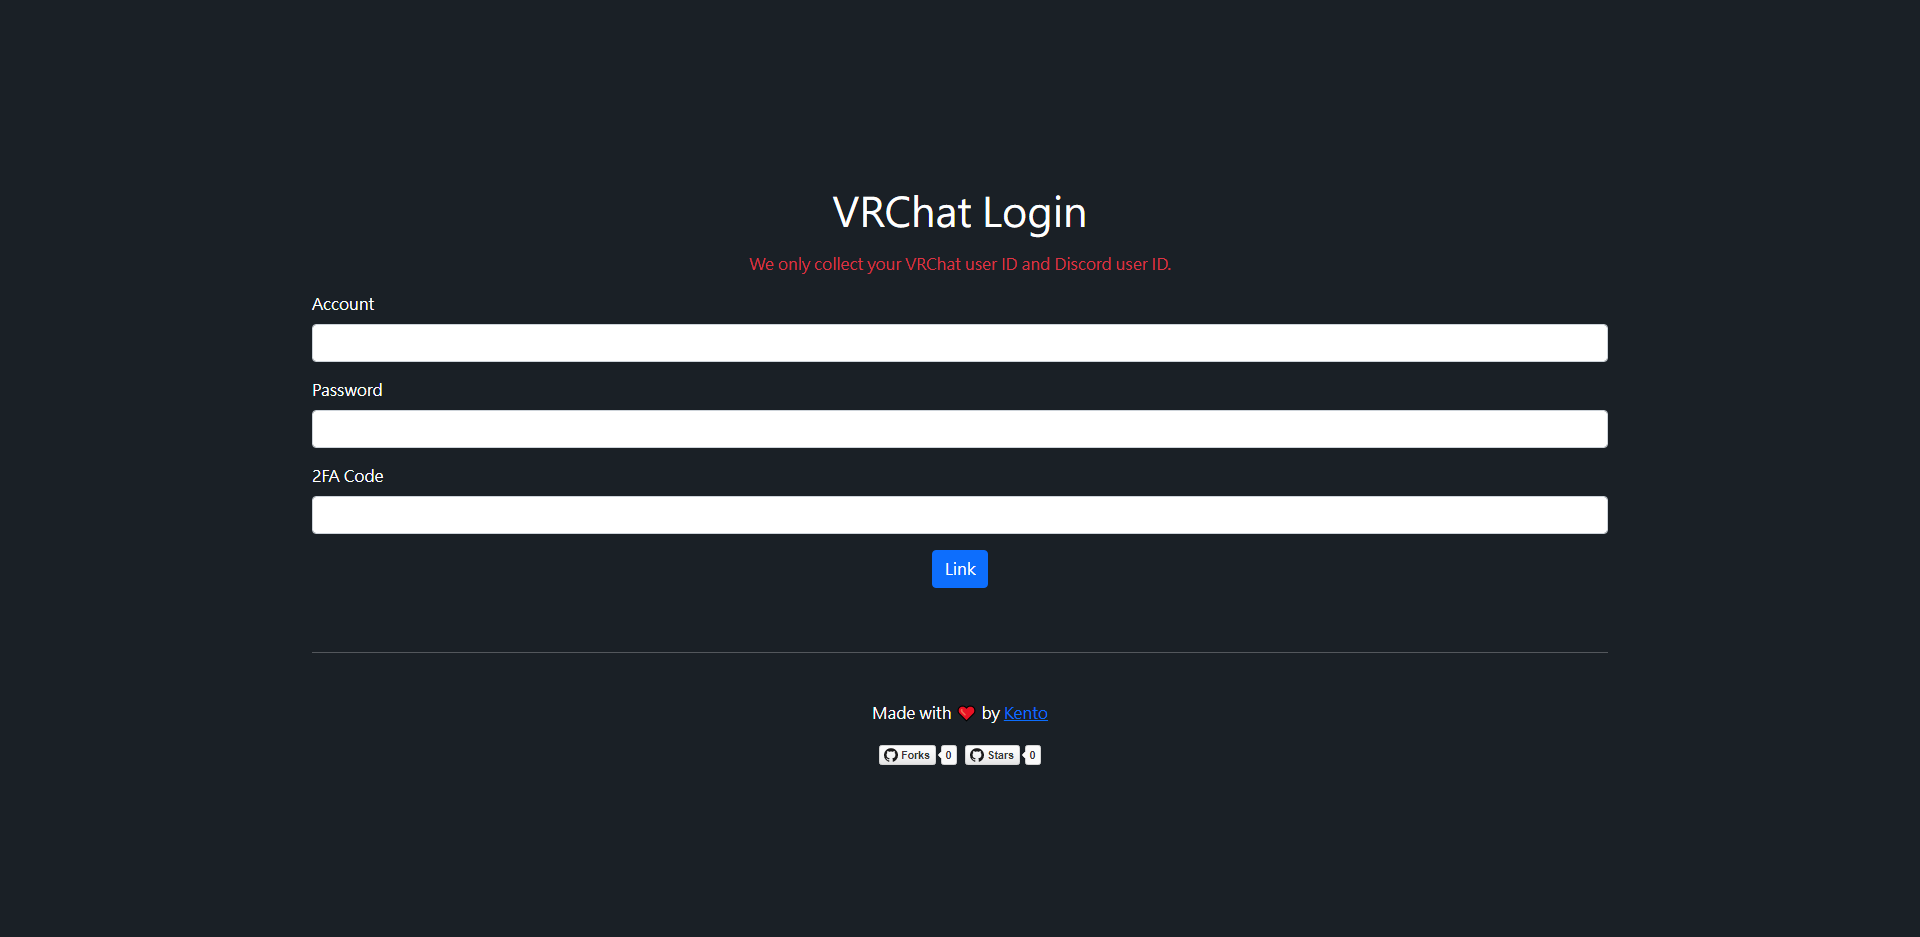 VRChat Login
We only collect your VRChat user ID and Discord user ID.
Account
Password
2FA Code
Link
Made with ❤ by Kento
Forks 0 Stars 0